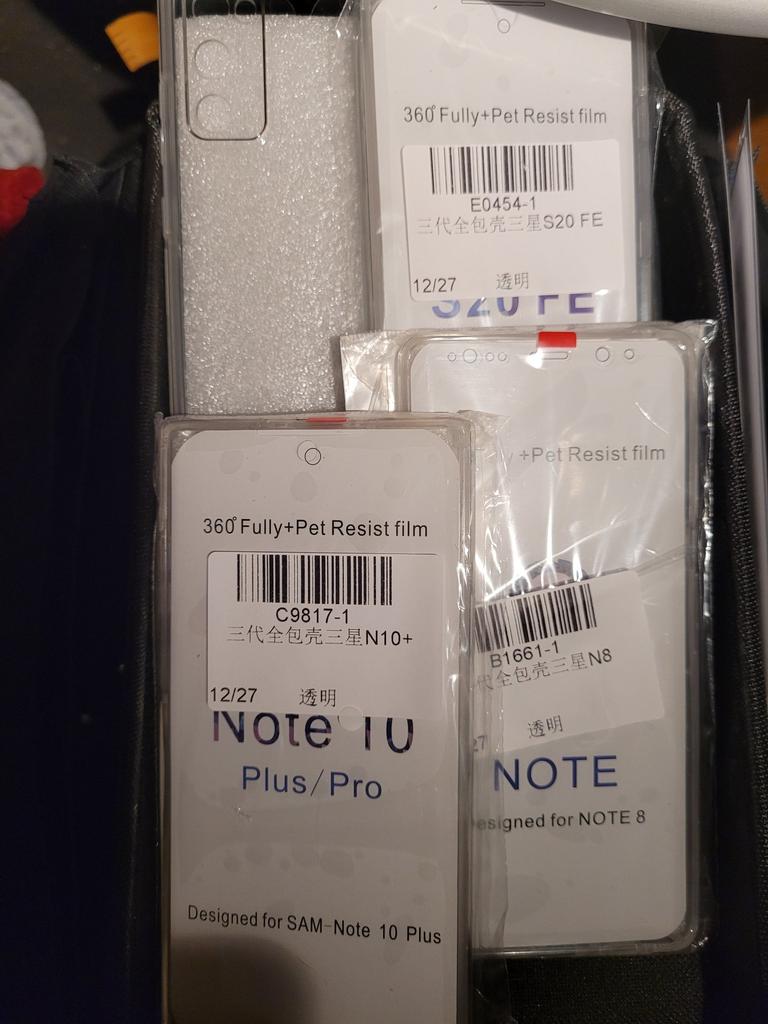 360° Fully+Pet Resist film
E0454-1
三代全包壳三星S20 FE
12/27 透明
S20 FE
+Pet Resist film
B1661-1
代全包壳三星N8
27 透明
NOTE
Designed for NOTE 8
360° Fully+Pet Resist film
C9817-1
三代全包壳三星N10+
12/27 透明
Note 10
Plus/Pro
Designed for SAM-Note 10 Plus